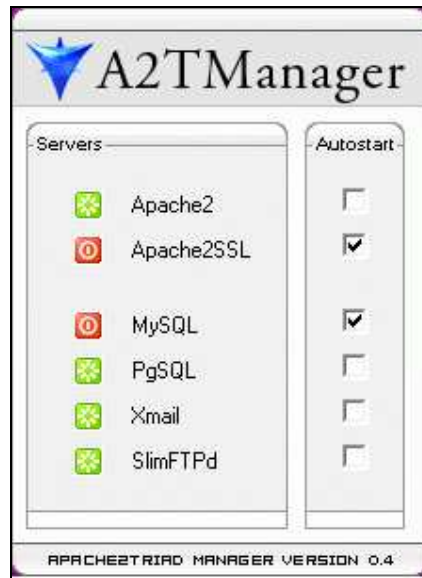 A2TManager
Servers
Autostart
Apache2
Apache2SSL
MySQL
PgSQL
Xmail
SlimFTPd
APACHE2TRIAD MANAGER VERSION 0.4